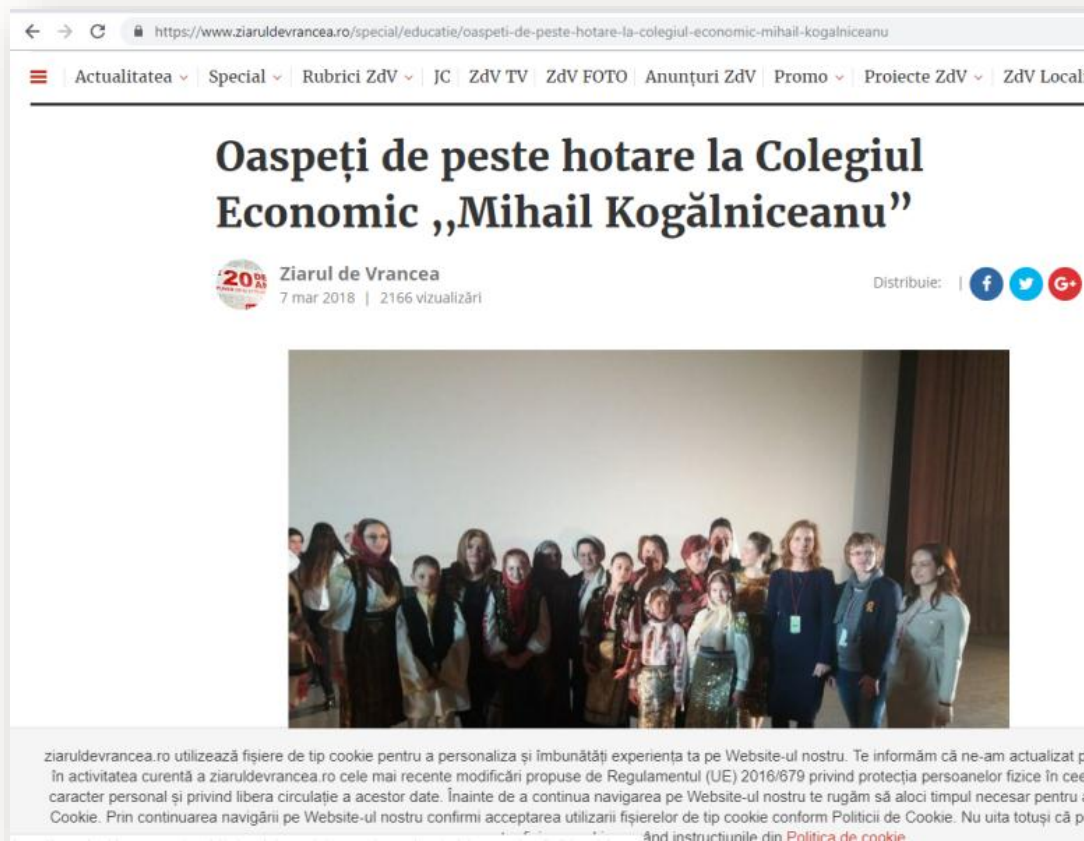 https://www.ziaruldevrancea.ro/special/educatie/oaspeti-de-peste-hotare-la-colegiul-economic-mihail-kogalniceanu
Actualitatea Special Rubrici ZdV JC ZdV TV ZdV FOTO Anunțuri ZdV Promo Proiecte ZdV ZdV Local
Oaspeți de peste hotare la Colegiul
Economic ,,Mihail Kogălniceanu”
20 DE
Ziarul de Vrancea
7 mar 2018 | 2166 vizualizări
Distribuie: |
f G+
ziaruldevrancea.ro utilizează fișiere de tip cookie pentru a personaliza și îmbunătăți experiența ta pe Website-ul nostru. Te informăm că ne-am actualizat p
în activitatea curentă a ziaruldevrancea.ro cele mai recente modificări propuse de Regulamentul (UE) 2016/679 privind protecția persoanelor fizice în cee
caracter personal și privind libera circulație a acestor date. Înainte de a continua navigarea pe Website-ul nostru te rugăm să aloci timpul necesar pentru a
Cookie. Prin continuarea navigării pe Website-ul nostru confirmi acceptarea utilizarii fișierelor de tip cookie conform Politicii de Cookie. Nu uita totuși că p
ând instrucțiunile din Politica de cookie